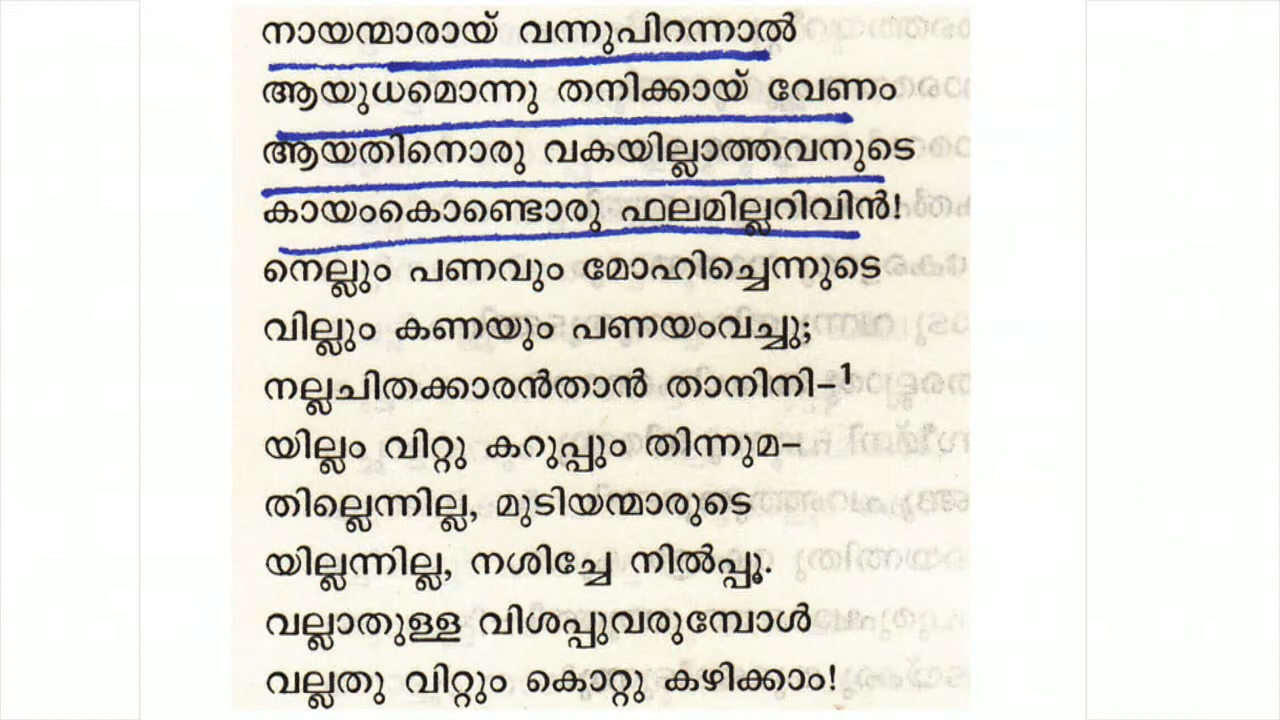 നായന്മാരായ് വന്നുപിറന്നാൽ
ആയുധമൊന്നു തനിക്കായ് വേണം
ആയതിനൊരു വകയില്ലാത്തവനുടെ
കായംകൊണ്ടൊരു ഫലമില്ലറിവിൻ!
നെല്ലും പണവും മോഹിച്ചെന്നുടെ
വില്ലും കണയും പണയംവച്ചു;
നല്ലചിതക്കാരൻതാൻ താനിനി-¹
യില്ലം വിറ്റു കറുപ്പും തിന്നുമ-
തില്ലെന്നില്ല, മുടിയന്മാരുടെ
യില്ലന്നില്ല, നശിച്ചേ നിൽപ്പൂ.
വല്ലാതുള്ള വിശപ്പുവരുമ്പോൾ
വല്ലതു വിറ്റും കൊറ്റു കഴിക്കാം!